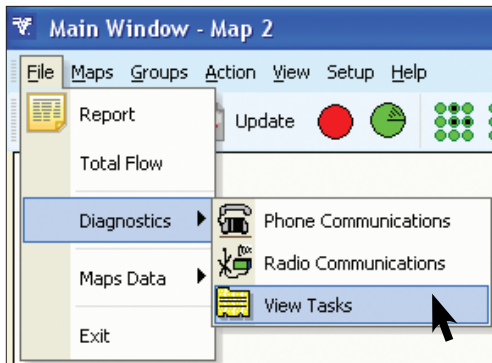 Main Window - Map 2
File Maps Groups Action View Setup Help
Report
Update
Total Flow
Diagnostics
Phone Communications
Radio Communications
Maps Data
View Tasks
Exit